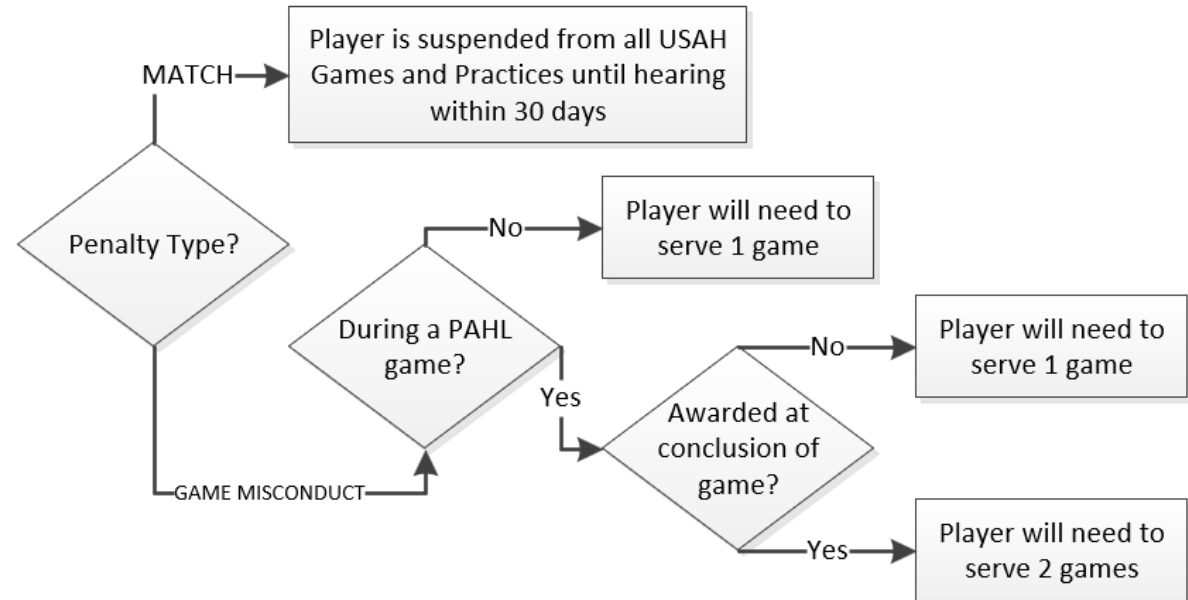 Player is suspended from all USAH
Games and Practices until hearing
within 30 days
MATCH
Penalty Type?
No
Player will need to
serve 1 game
During a PAHL
game?
Yes
No
Player will need to
serve 1 game
Awarded at
conclusion of
game?
GAME MISCONDUCT
Yes
Player will need to
serve 2 games